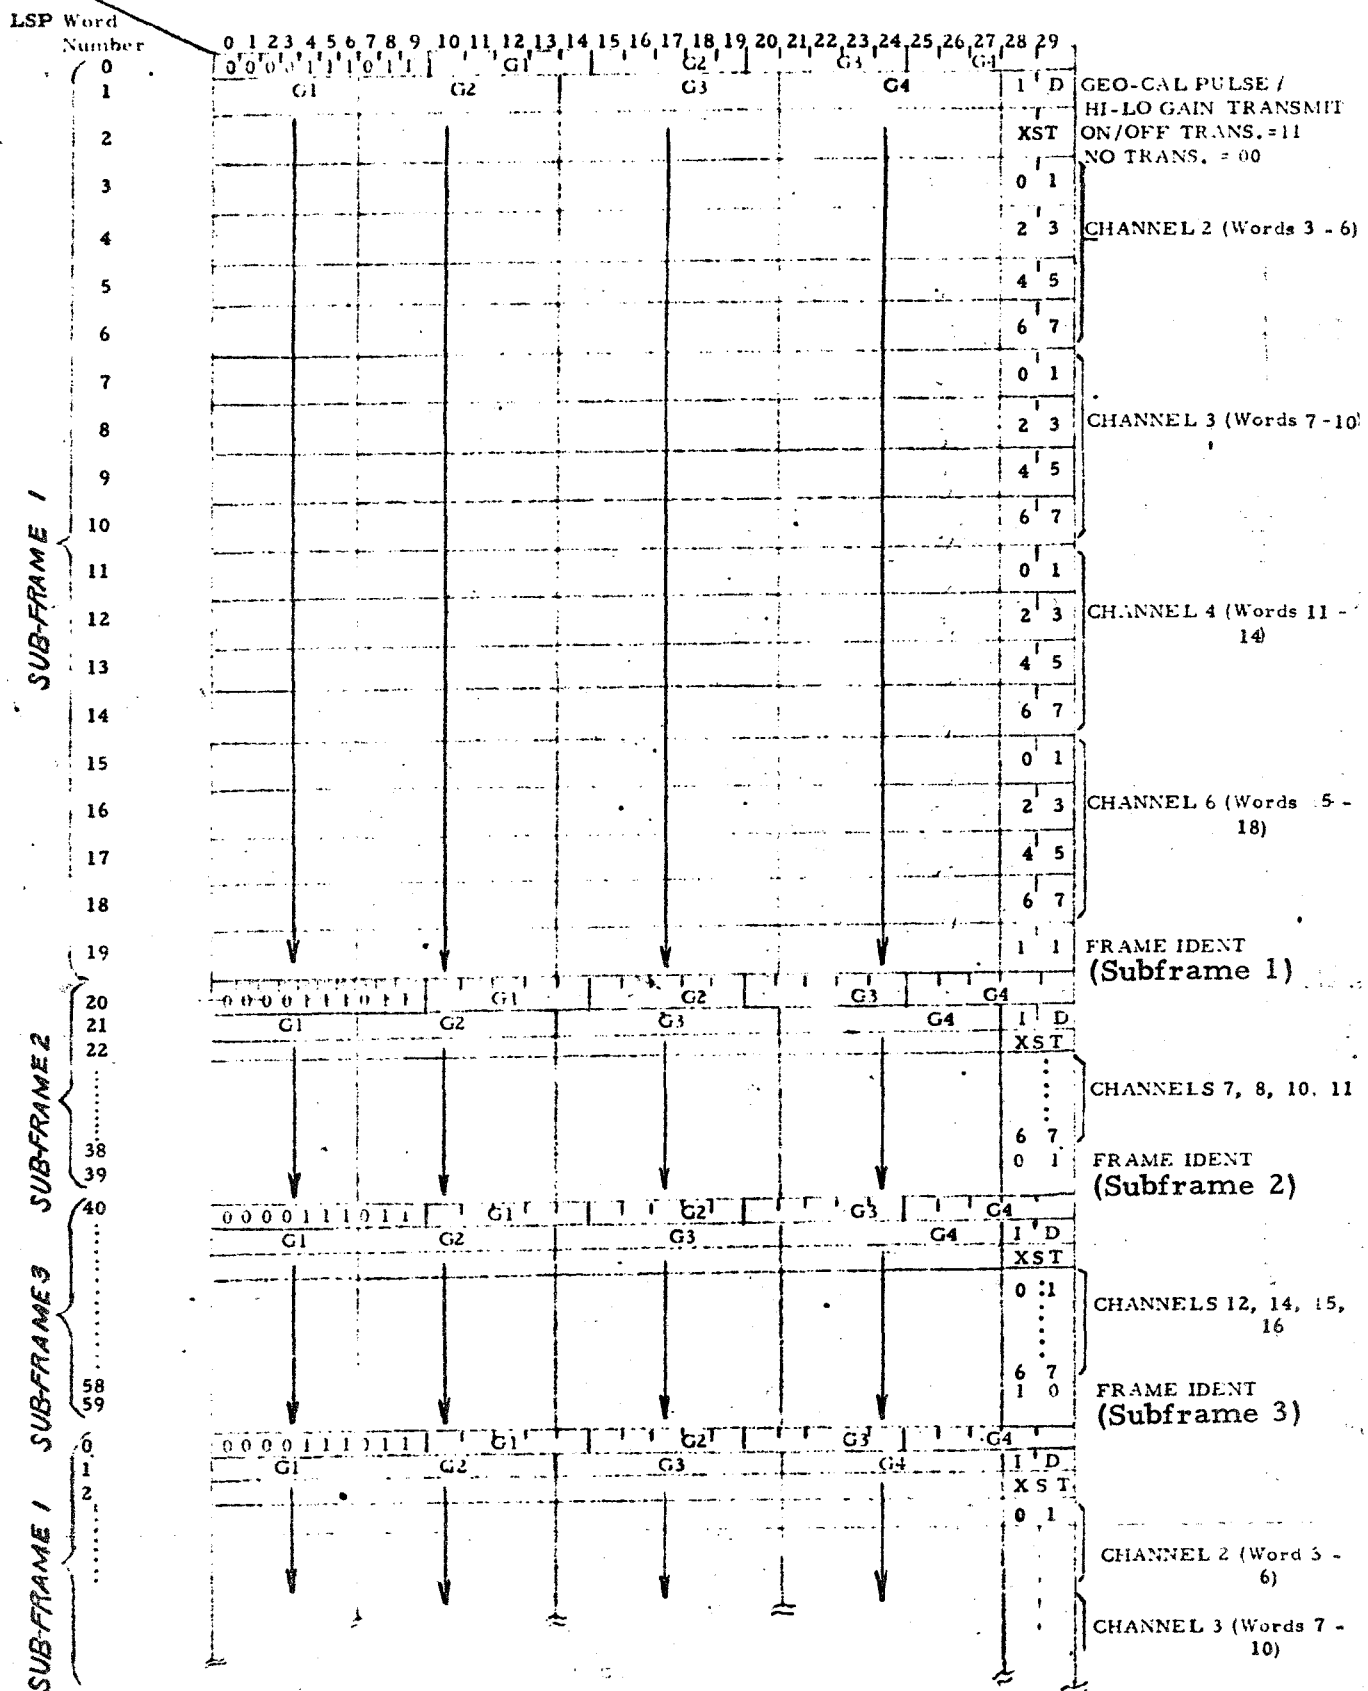 LSP Word
Number
0 1 2 3 4 5 6 7 8 9 10 11 12 13 14 15 16 17 18 19 20 21 22 23 24 25 26 27 28 29
0 0 0 0 0 1 1 1 0 1 1 G1 G2 G3 G4
1 G1 G2 G3 G4 I D GEO-CAL PULSE /
HI-LO GAIN TRANSMIT
2 XST ON/OFF TRANS. = 11
NO TRANS. = 00
3 0 1
4 2 3 CHANNEL 2 (Words 3 - 6)
5 4 5
6 6 7
7 0 1
8 2 3 CHANNEL 3 (Words 7 - 10)
9 4 5
10 6 7
SUB-FRAME 1
11 0 1
12 2 3 CHANNEL 4 (Words 11 -
14)
13 4 5
14 6 7
15 0 1
16 2 3 CHANNEL 6 (Words 5 -
18)
17 4 5
18 6 7
19 1 1 FRAME IDENT
(Subframe 1)
20 0 0 0 0 1 1 1 0 1 1 G1 G2 G3 G4
21 G1 G2 G3 G4 I D
22 XST
SUB-FRAME 2
CHANNELS 7, 8, 10, 11
38 6 7
39 0 1 FRAME IDENT
(Subframe 2)
40 0 0 0 0 1 1 1 0 1 1 G1 G2 G3 G4
G1 G2 G3 G4 I D
XST
SUB-FRAME 3
0 1
CHANNELS 12, 14, 15,
16
6 7
58 1 0 FRAME IDENT
59 (Subframe 3)
0 0 0 0 0 1 1 1 0 1 1 G1 G2 G3 G4
1 G1 G2 G3 G4 I D
2 XST
0 1
SUB-FRAME 1
CHANNEL 2 (Word 3 -
6)
CHANNEL 3 (Words 7 -
10)